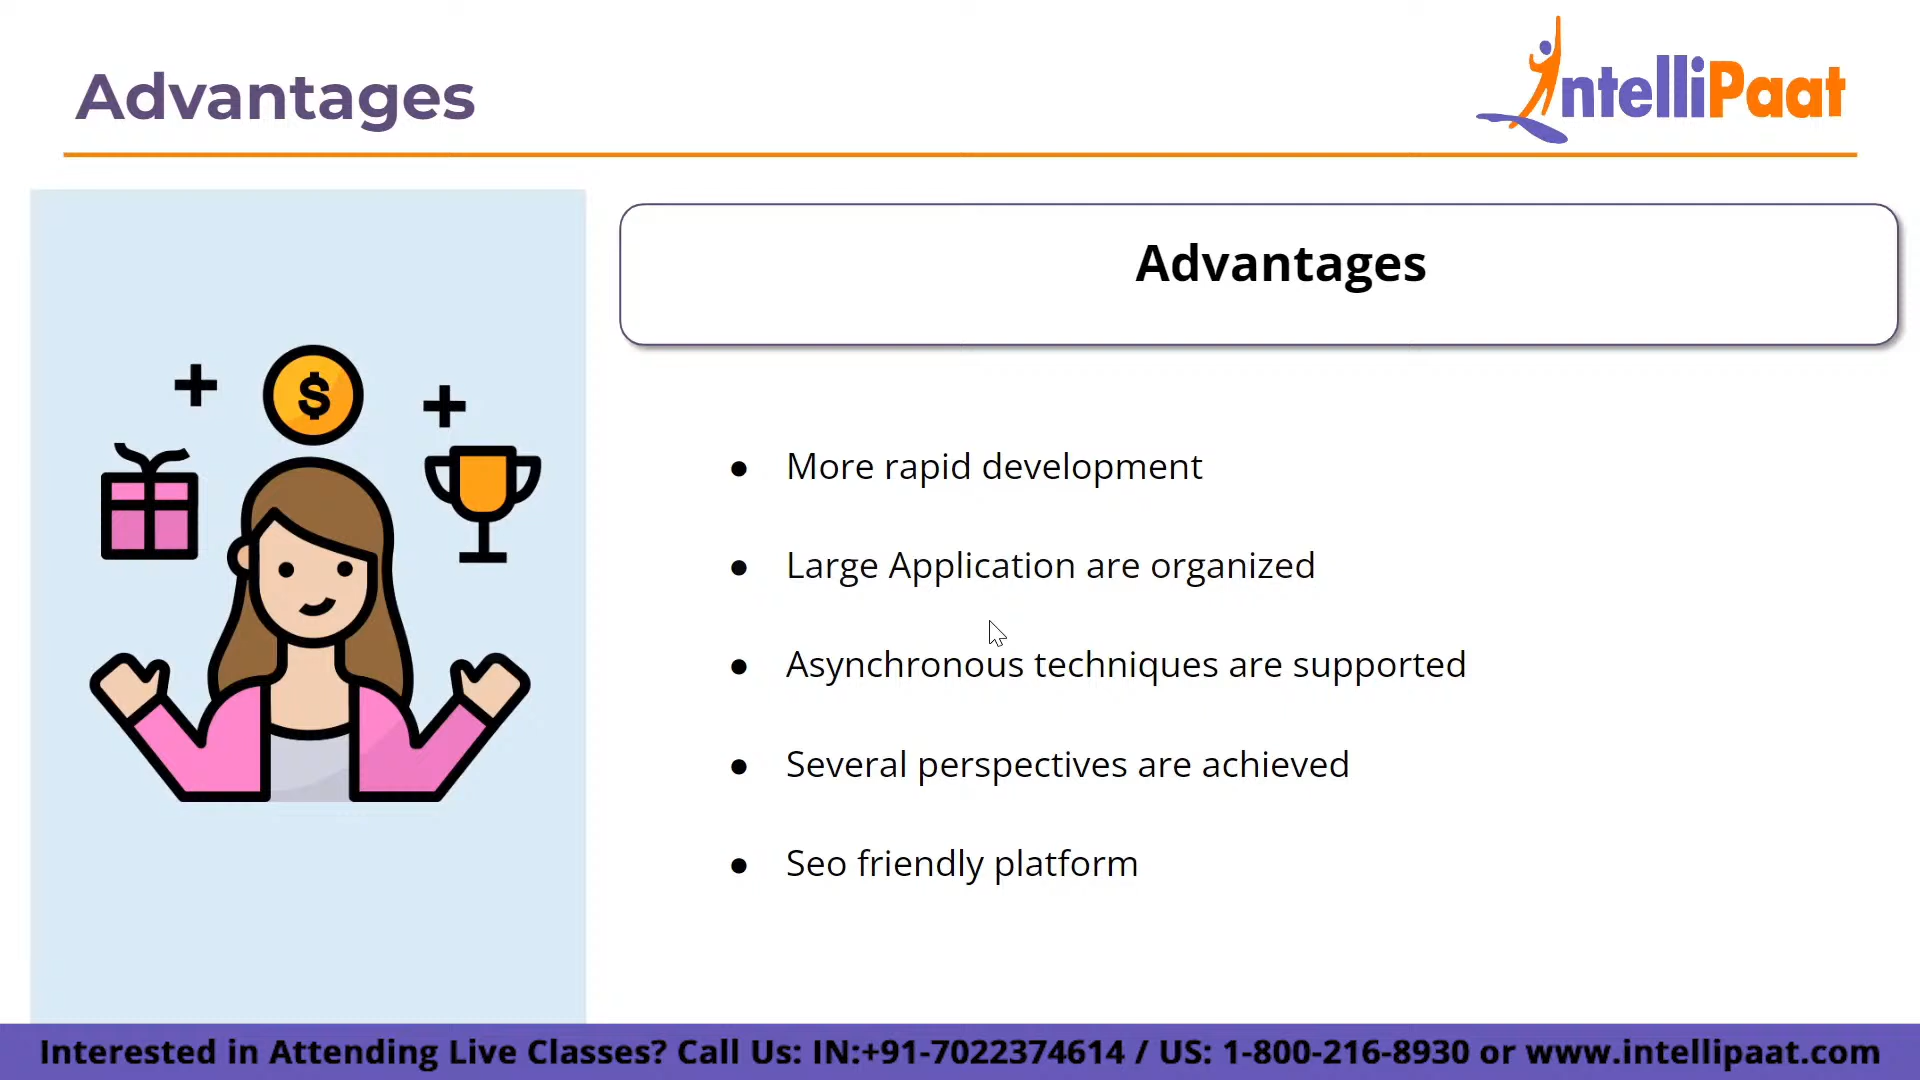 Advantages
IntelliPaat
Advantages
$
● More rapid development
● Large Application are organized
● Asynchronous techniques are supported
● Several perspectives are achieved
● Seo friendly platform
Interested in Attending Live Classes? Call Us: IN:+91-7022374614 / US: 1-800-216-8930 or www.intellipaat.com